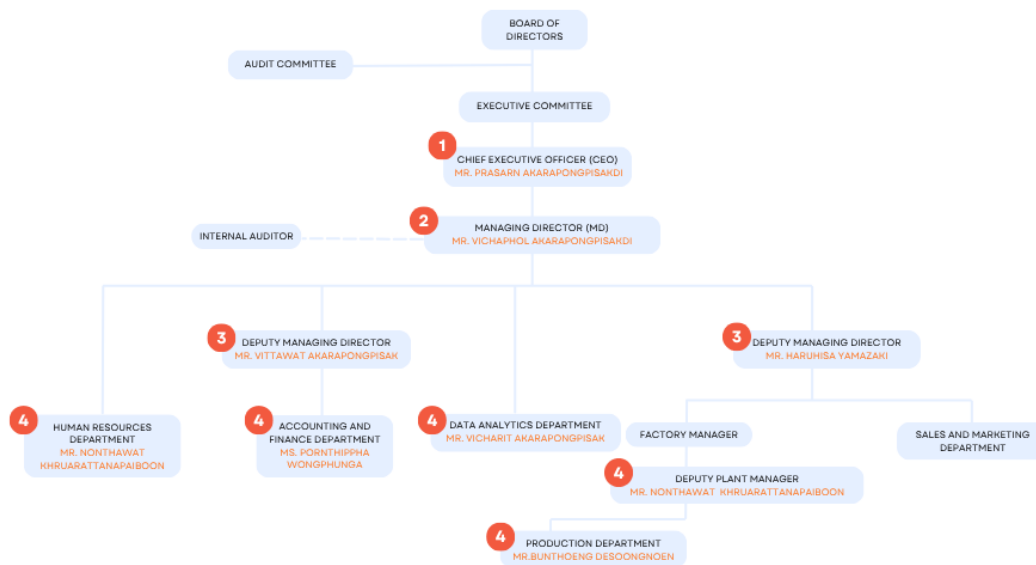 BOARD OF
DIRECTORS
AUDIT COMMITTEE
EXECUTIVE COMMITTEE
1
CHIEF EXECUTIVE OFFICER (CEO)
MR. PRASARN AKARAPONGPISAKDI
2
MANAGING DIRECTOR (MD)
MR. VICHAPHOL AKARAPONGPISAKDI
INTERNAL AUDITOR
3
DEPUTY MANAGING DIRECTOR
MR. VITTAWAT AKARAPONGPISAK
3
DEPUTY MANAGING DIRECTOR
MR. HARUHISA YAMAZAKI
4
HUMAN RESOURCES
DEPARTMENT
MR. NONTHAWAT
KHRUARATTANAPAIBOON
4
ACCOUNTING AND
FINANCE DEPARTMENT
MS. PORNTHIPPHA
WONGPHUNGA
4
DATA ANALYTICS DEPARTMENT
MR. VICHARIT AKARAPONGPISAK
FACTORY MANAGER
SALES AND MARKETING
DEPARTMENT
4
DEPUTY PLANT MANAGER
MR. NONTHAWAT KHRUARATTANAPAIBOON
4
PRODUCTION DEPARTMENT
MR.BUNTHOENG DESOONGNOEN